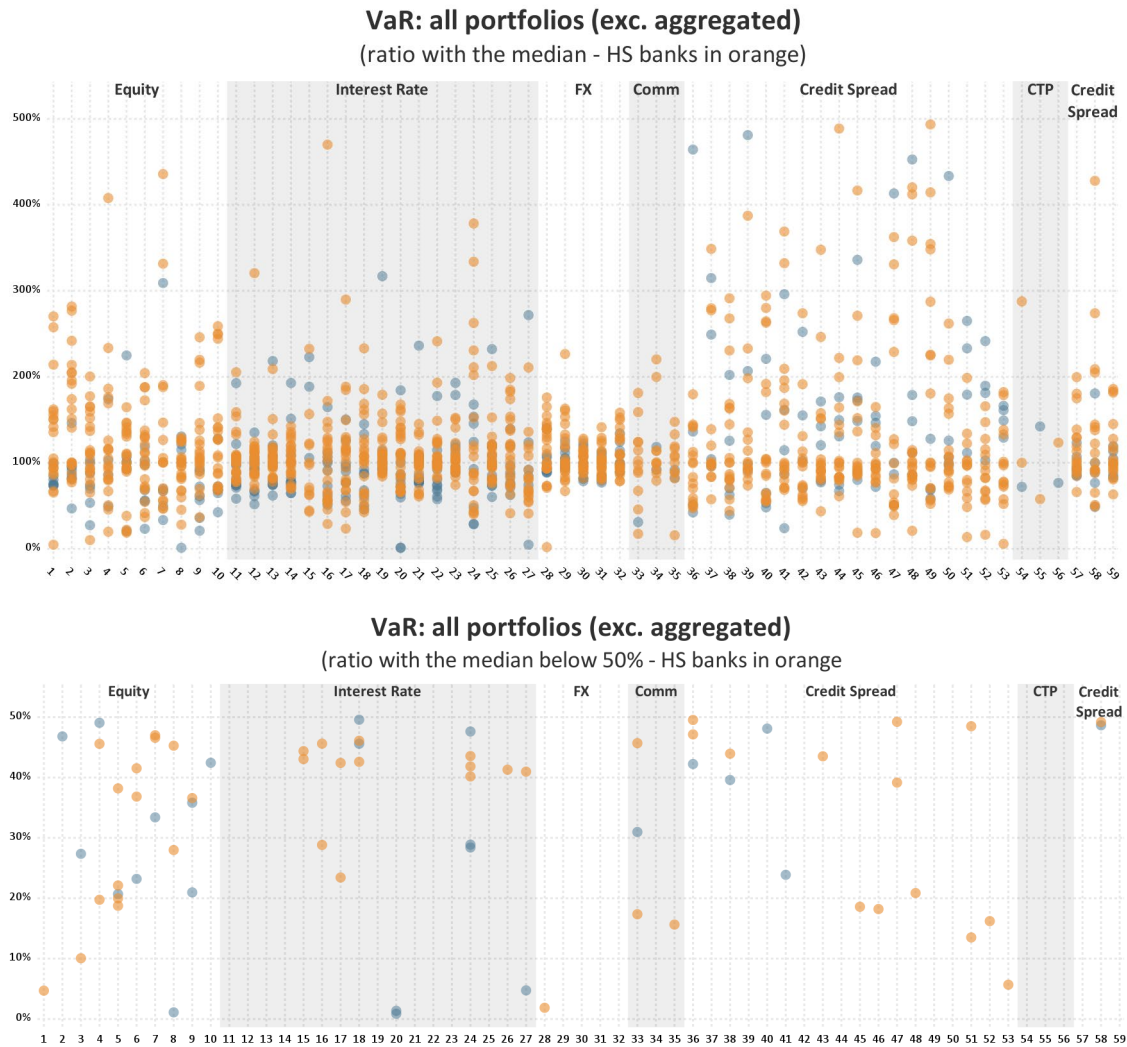 VaR: all portfolios (exc. aggregated)
(ratio with the median - HS banks in orange)
Equity Interest Rate FX Comm Credit Spread CTP Credit
Spread
500%
400%
300%
200%
100%
0%
1 2 3 4 5 6 7 8 9 10 11 12 13 14 15 16 17 18 19 20 21 22 23 24 25 26 27 28 29 30 31 32 33 34 35 36 37 38 39 40 41 42 43 44 45 46 47 48 49 50 51 52 53 54 55 56 57 58 59
VaR: all portfolios (exc. aggregated)
(ratio with the median below 50% - HS banks in orange
Equity Interest Rate FX Comm Credit Spread CTP Credit
Spread
50%
40%
30%
20%
10%
0%
1 2 3 4 5 6 7 8 9 10 11 12 13 14 15 16 17 18 19 20 21 22 23 24 25 26 27 28 29 30 31 32 33 34 35 36 37 38 39 40 41 42 43 44 45 46 47 48 49 50 51 52 53 54 55 56 57 58 59